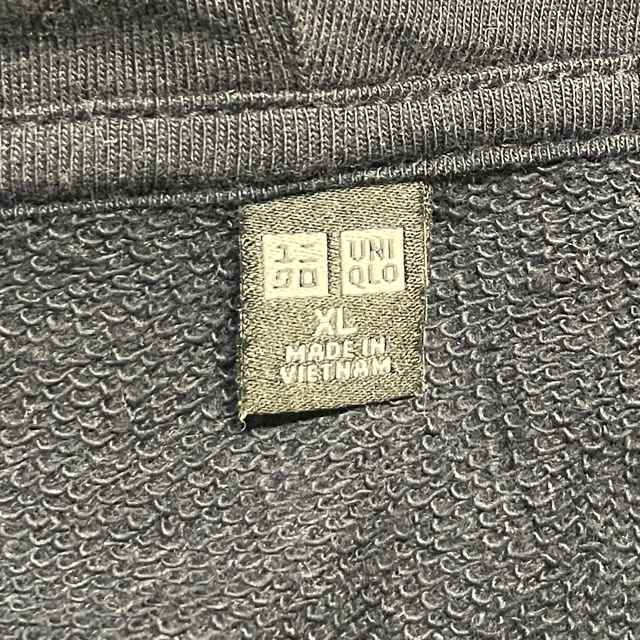 ユニ UNI
クロ QLO
XL
MADE IN
VIETNAM